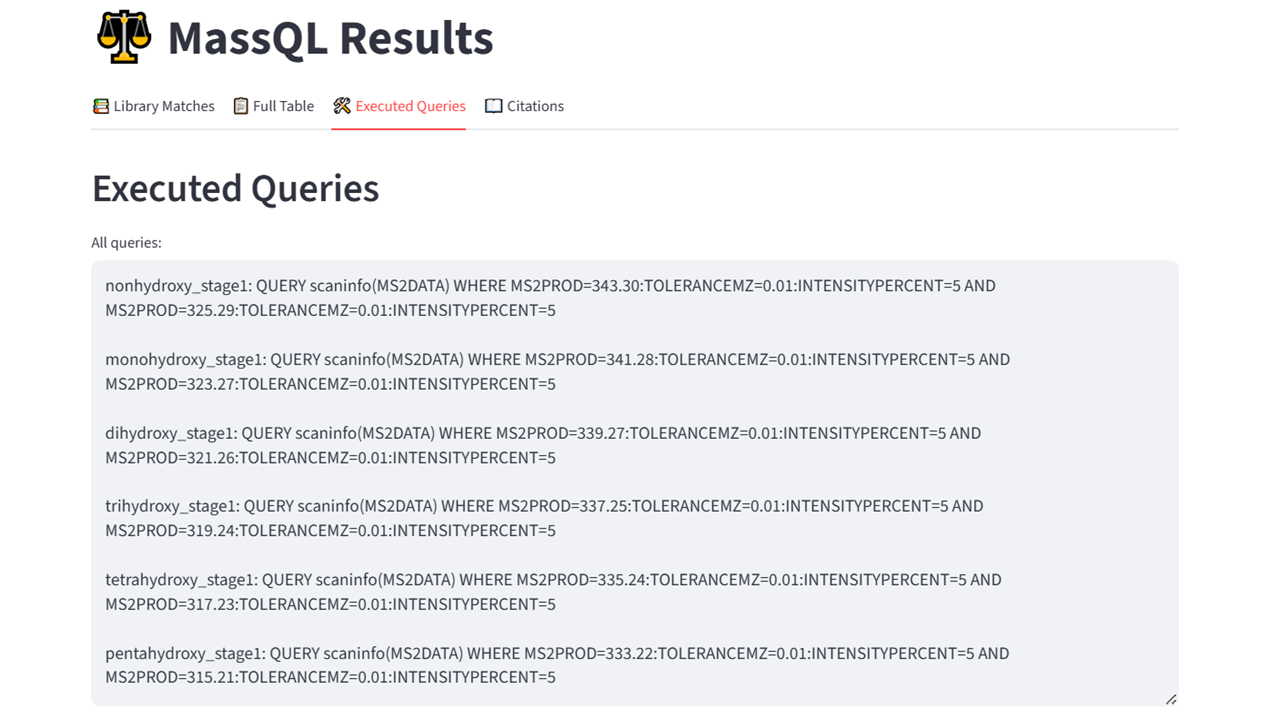 MassQL Results
Library Matches Full Table Executed Queries Citations
Executed Queries
All queries:
nonhydroxy_stage1: QUERY scaninfo(MS2DATA) WHERE MS2PROD=343.30:TOLERANCEMZ=0.01:INTENSITYPERCENT=5 AND
MS2PROD=325.29:TOLERANCEMZ=0.01:INTENSITYPERCENT=5
monohydroxy_stage1: QUERY scaninfo(MS2DATA) WHERE MS2PROD=341.28:TOLERANCEMZ=0.01:INTENSITYPERCENT=5 AND
MS2PROD=323.27:TOLERANCEMZ=0.01:INTENSITYPERCENT=5
dihydroxy_stage1: QUERY scaninfo(MS2DATA) WHERE MS2PROD=339.27:TOLERANCEMZ=0.01:INTENSITYPERCENT=5 AND
MS2PROD=321.26:TOLERANCEMZ=0.01:INTENSITYPERCENT=5
trihydroxy_stage1: QUERY scaninfo(MS2DATA) WHERE MS2PROD=337.25:TOLERANCEMZ=0.01:INTENSITYPERCENT=5 AND
MS2PROD=319.24:TOLERANCEMZ=0.01:INTENSITYPERCENT=5
tetrahydroxy_stage1: QUERY scaninfo(MS2DATA) WHERE MS2PROD=335.24:TOLERANCEMZ=0.01:INTENSITYPERCENT=5 AND
MS2PROD=317.23:TOLERANCEMZ=0.01:INTENSITYPERCENT=5
pentahydroxy_stage1: QUERY scaninfo(MS2DATA) WHERE MS2PROD=333.22:TOLERANCEMZ=0.01:INTENSITYPERCENT=5 AND
MS2PROD=315.21:TOLERANCEMZ=0.01:INTENSITYPERCENT=5